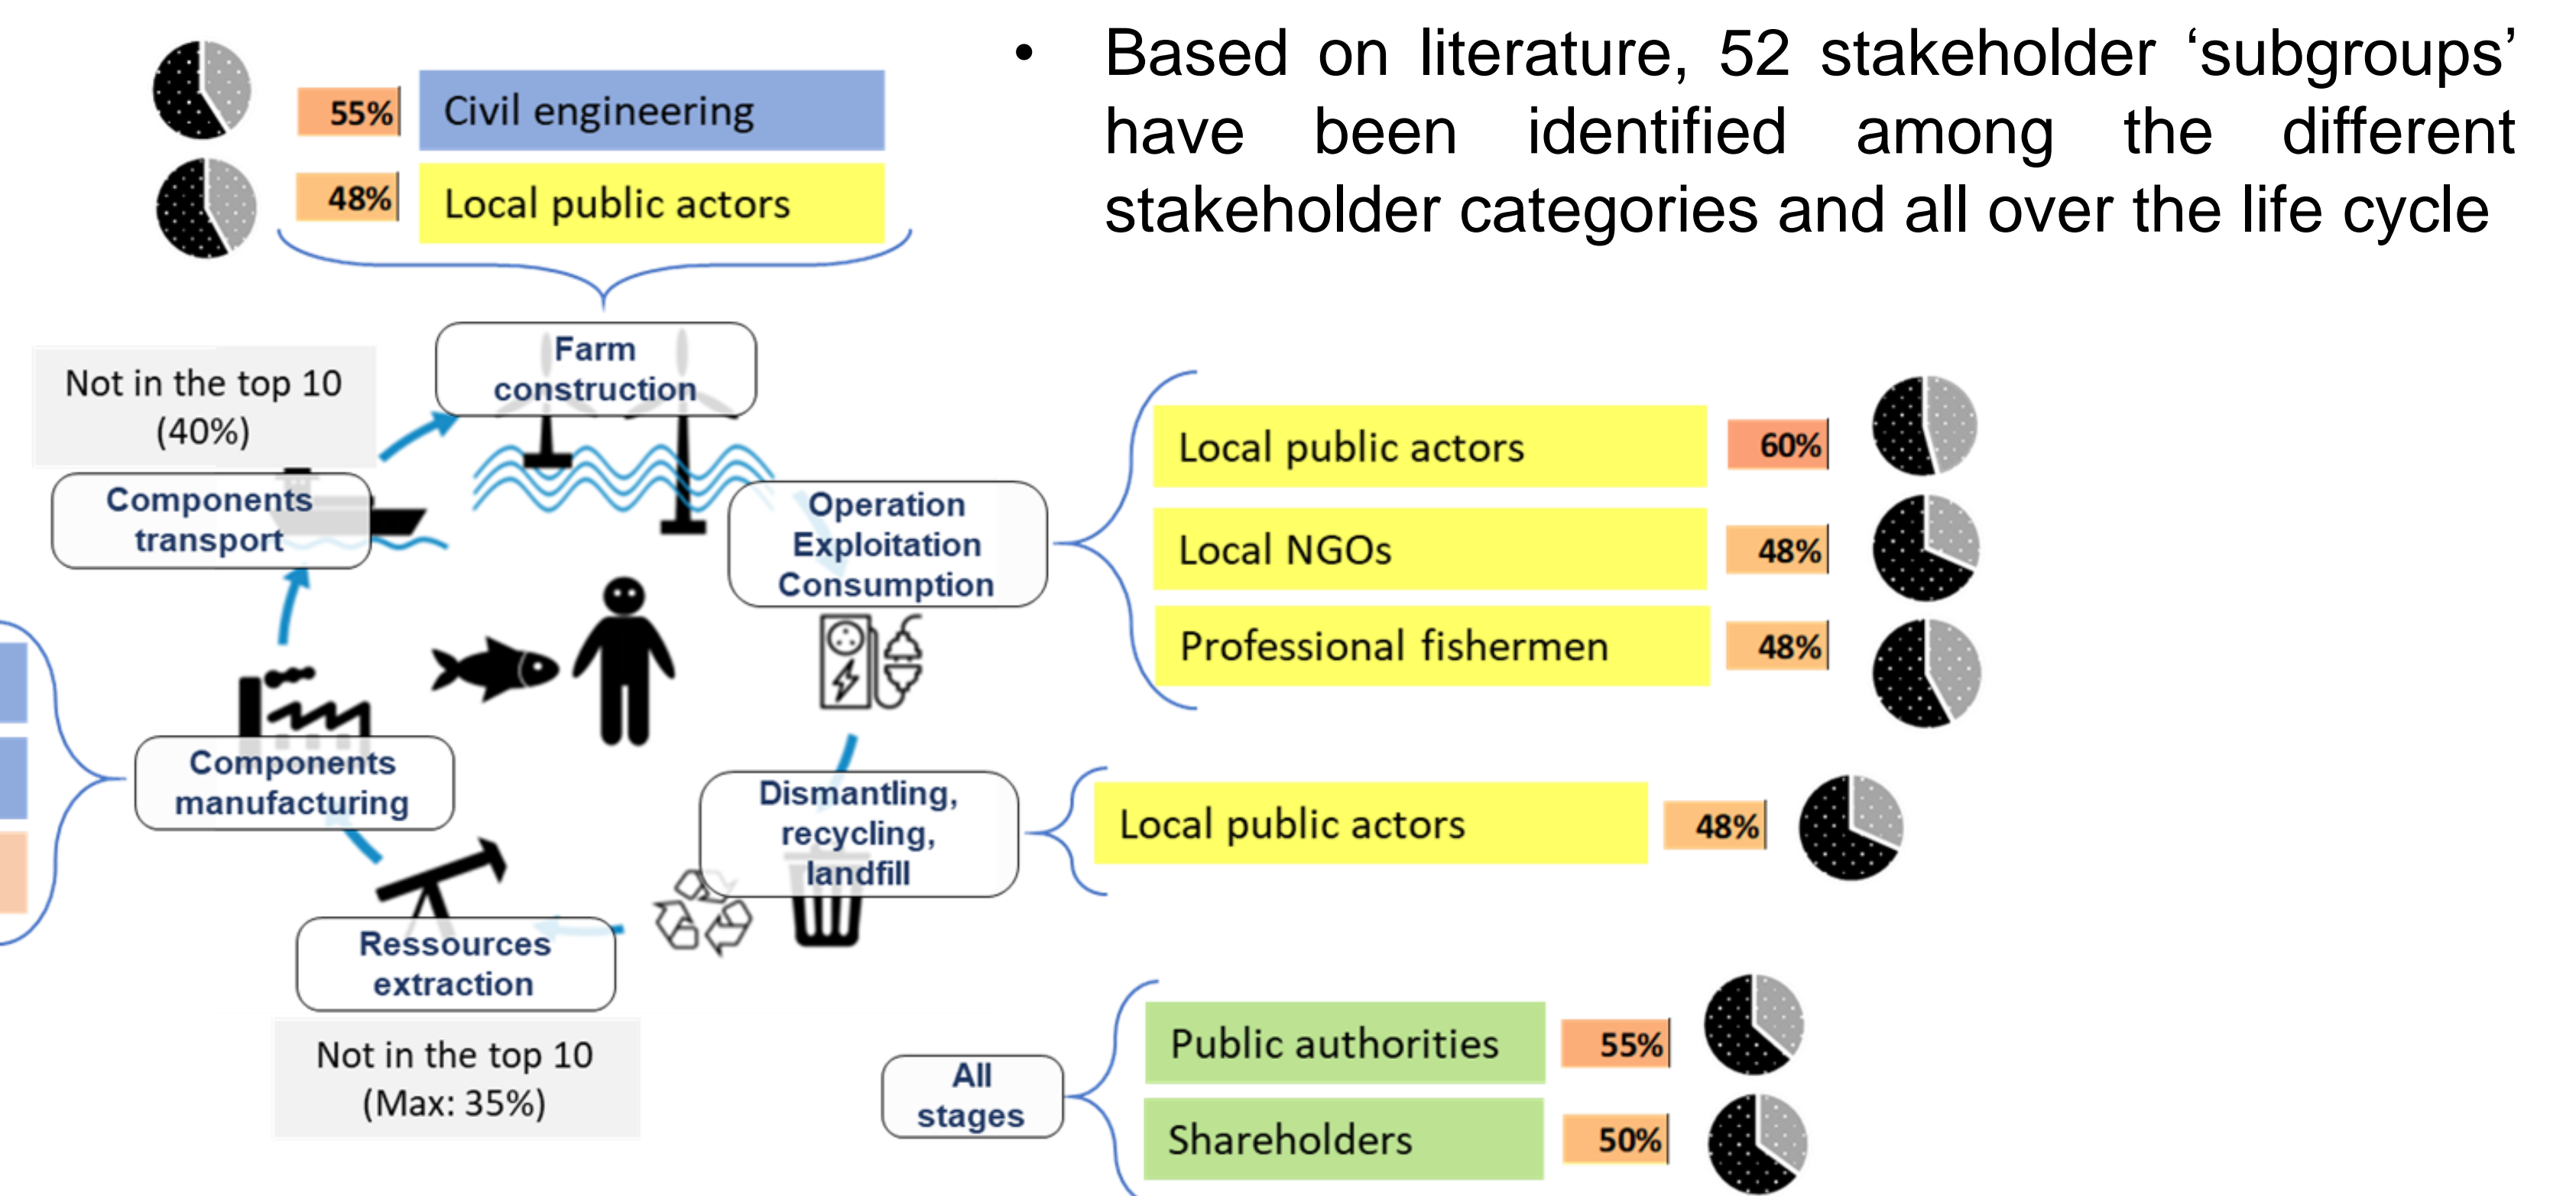 55%
Civil engineering
48%
Local public actors
• Based on literature, 52 stakeholder ‘subgroups’
have been identified among the different
stakeholder categories and all over the life cycle
Farm
construction
Not in the top 10
(40%)
Components
transport
Operation
Exploitation
Consumption
Local public actors
60%
Local NGOs
48%
Professional fishermen
48%
Components
manufacturing
Dismantling,
recycling,
landfill
Local public actors
48%
Ressources
extraction
Not in the top 10
(Max: 35%)
All
stages
Public authorities
55%
Shareholders
50%